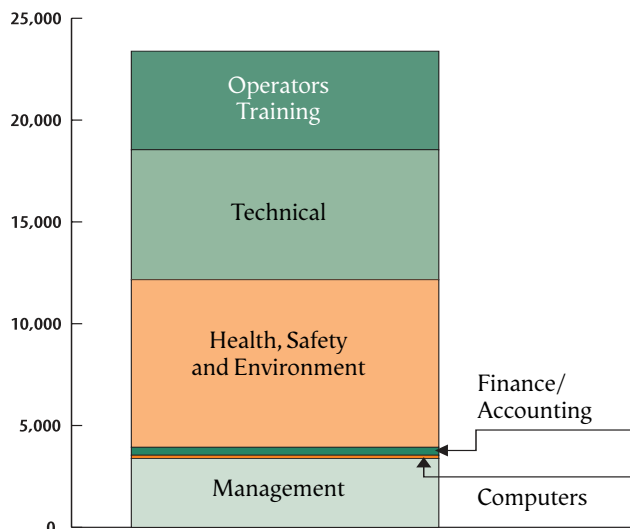 25,000
20,000
15,000
10,000
5,000
0
Operators
Training
Technical
Health, Safety
and Environment
Finance/
Accounting
Management
Computers